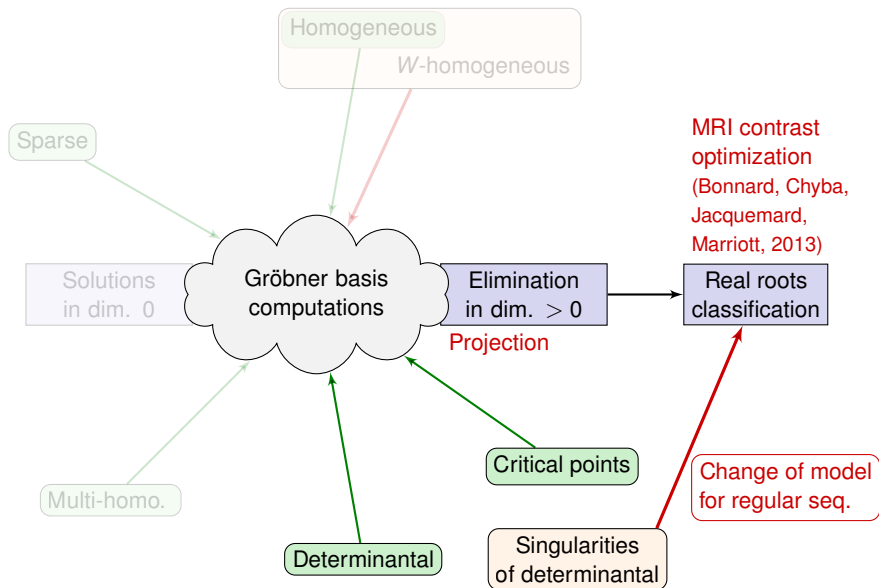 Homogeneous
W-homogeneous
Sparse
MRI contrast
optimization
(Bonnard, Chyba,
Jacquemard,
Marriott, 2013)
Solutions
in dim. 0
Gröbner basis
computations
Elimination
in dim. > 0
Real roots
classification
Projection
Critical points
Change of model
for regular seq.
Multi-homo.
Determinantal
Singularities
of determinantal